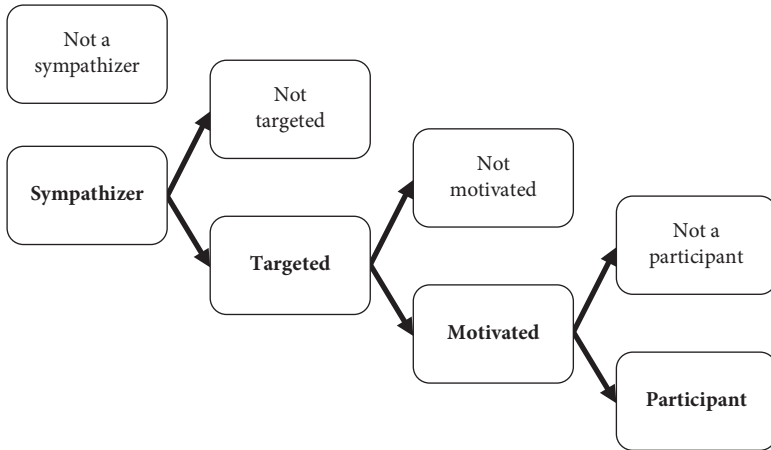 Not a
sympathizer
Sympathizer
Not
targeted
Targeted
Not
motivated
Motivated
Not a
participant
Participant